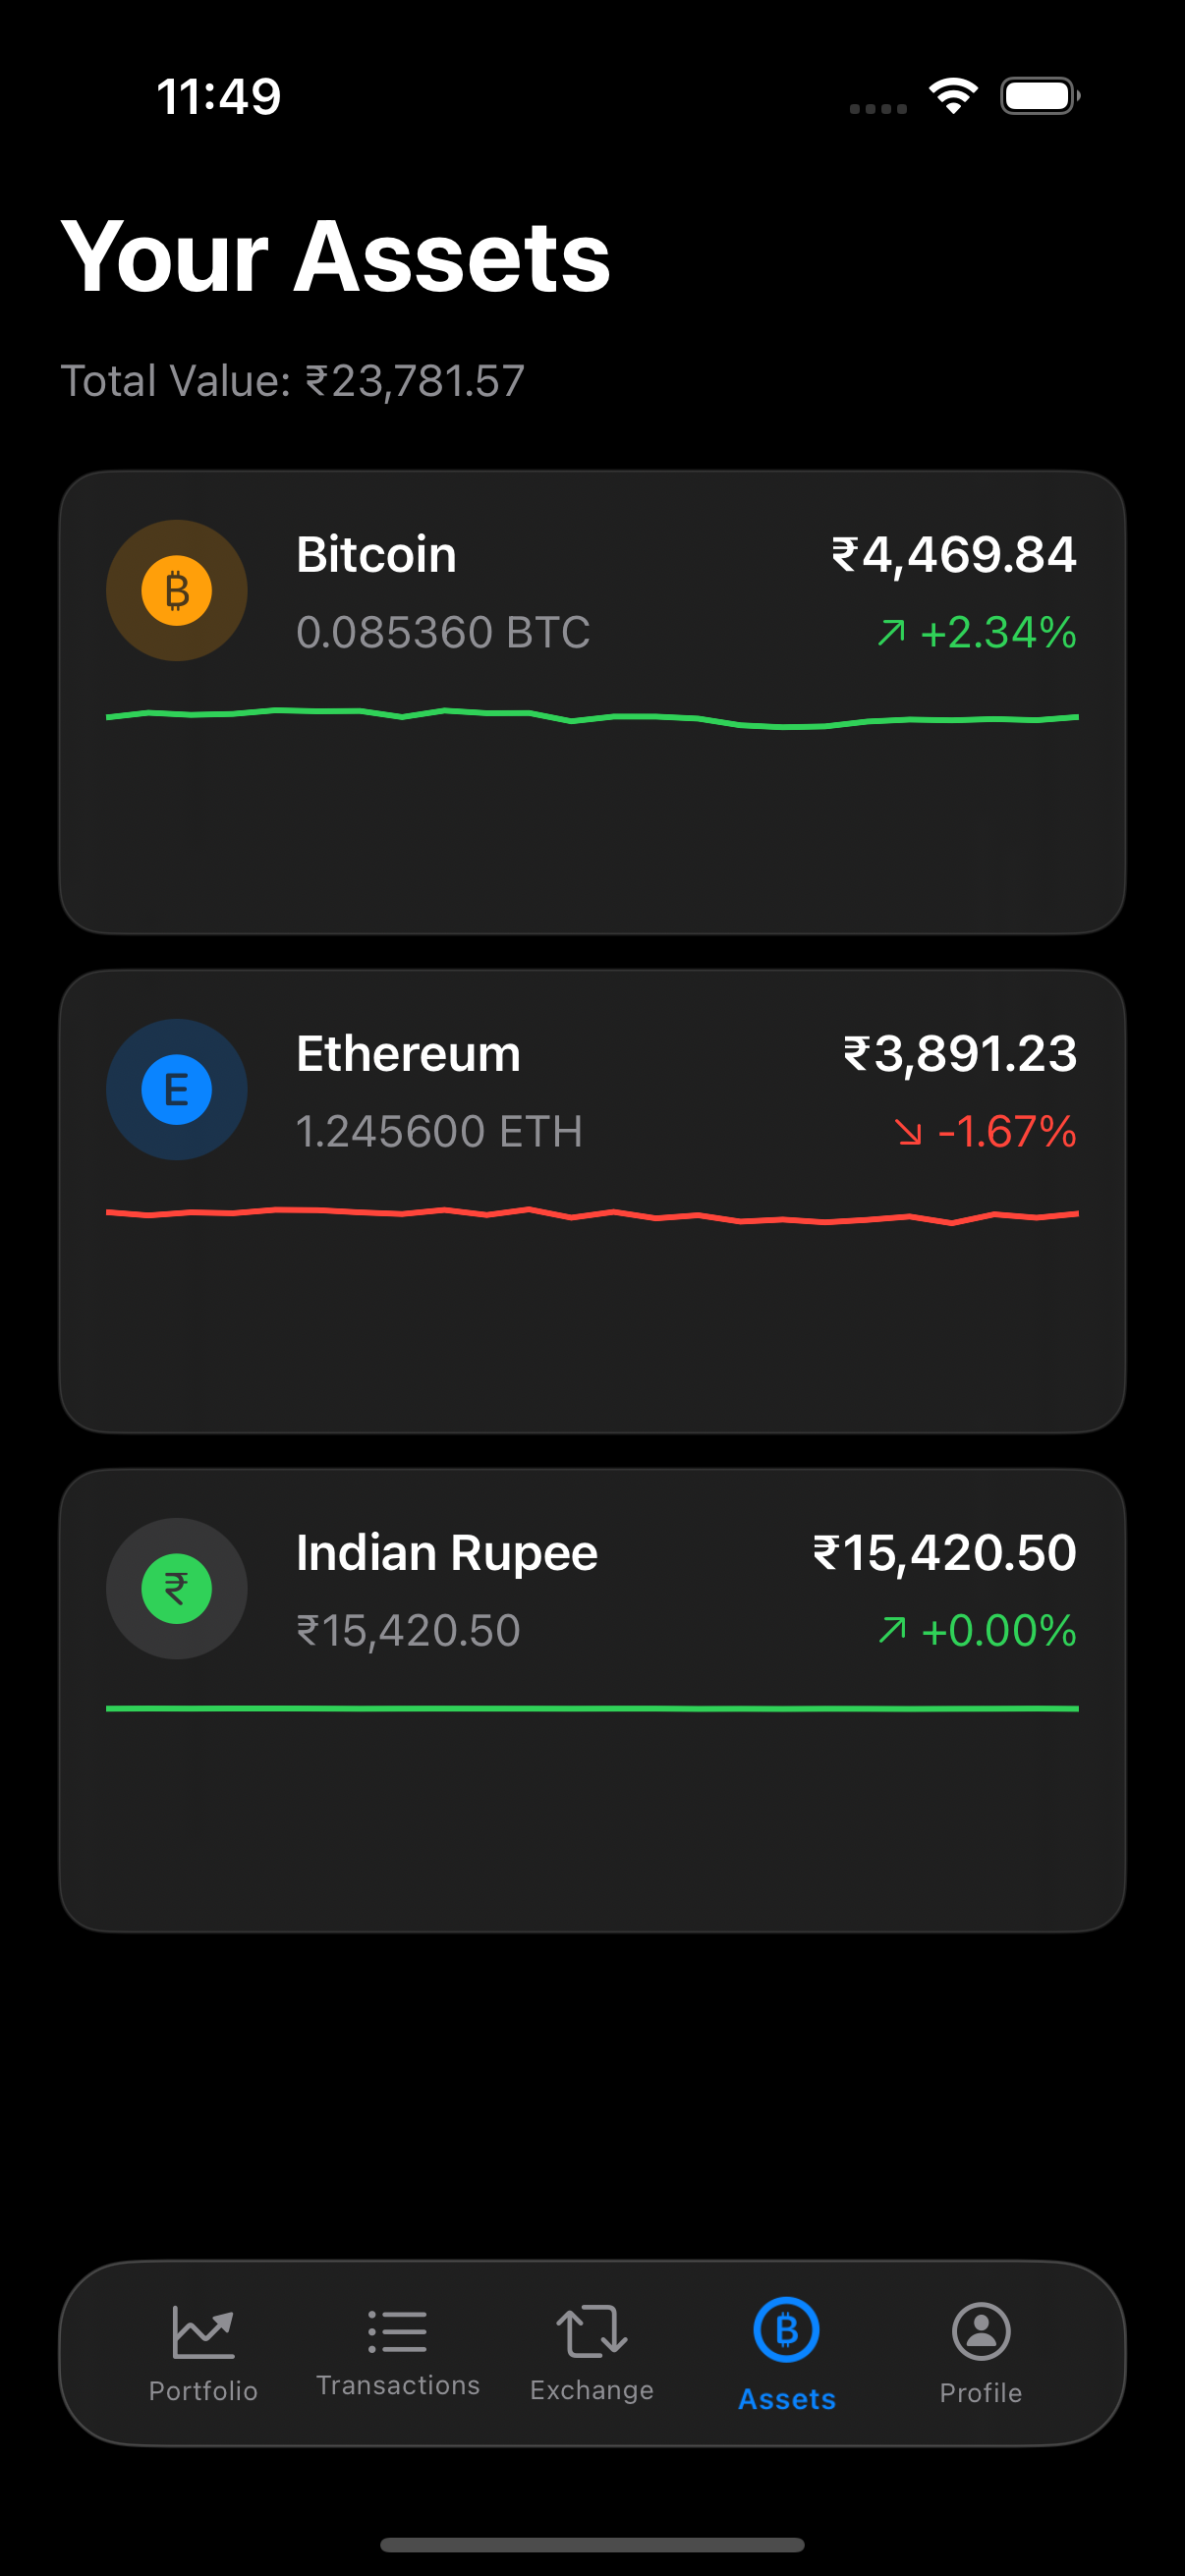 11:49
Your Assets
Total Value: ₹23,781.57
Bitcoin
₹4,469.84
0.085360 BTC
+2.34%
E
Ethereum
₹3,891.23
1.245600 ETH
-1.67%
₹
Indian Rupee
₹15,420.50
₹15,420.50
+0.00%
Portfolio
Transactions
Exchange
Assets
Profile